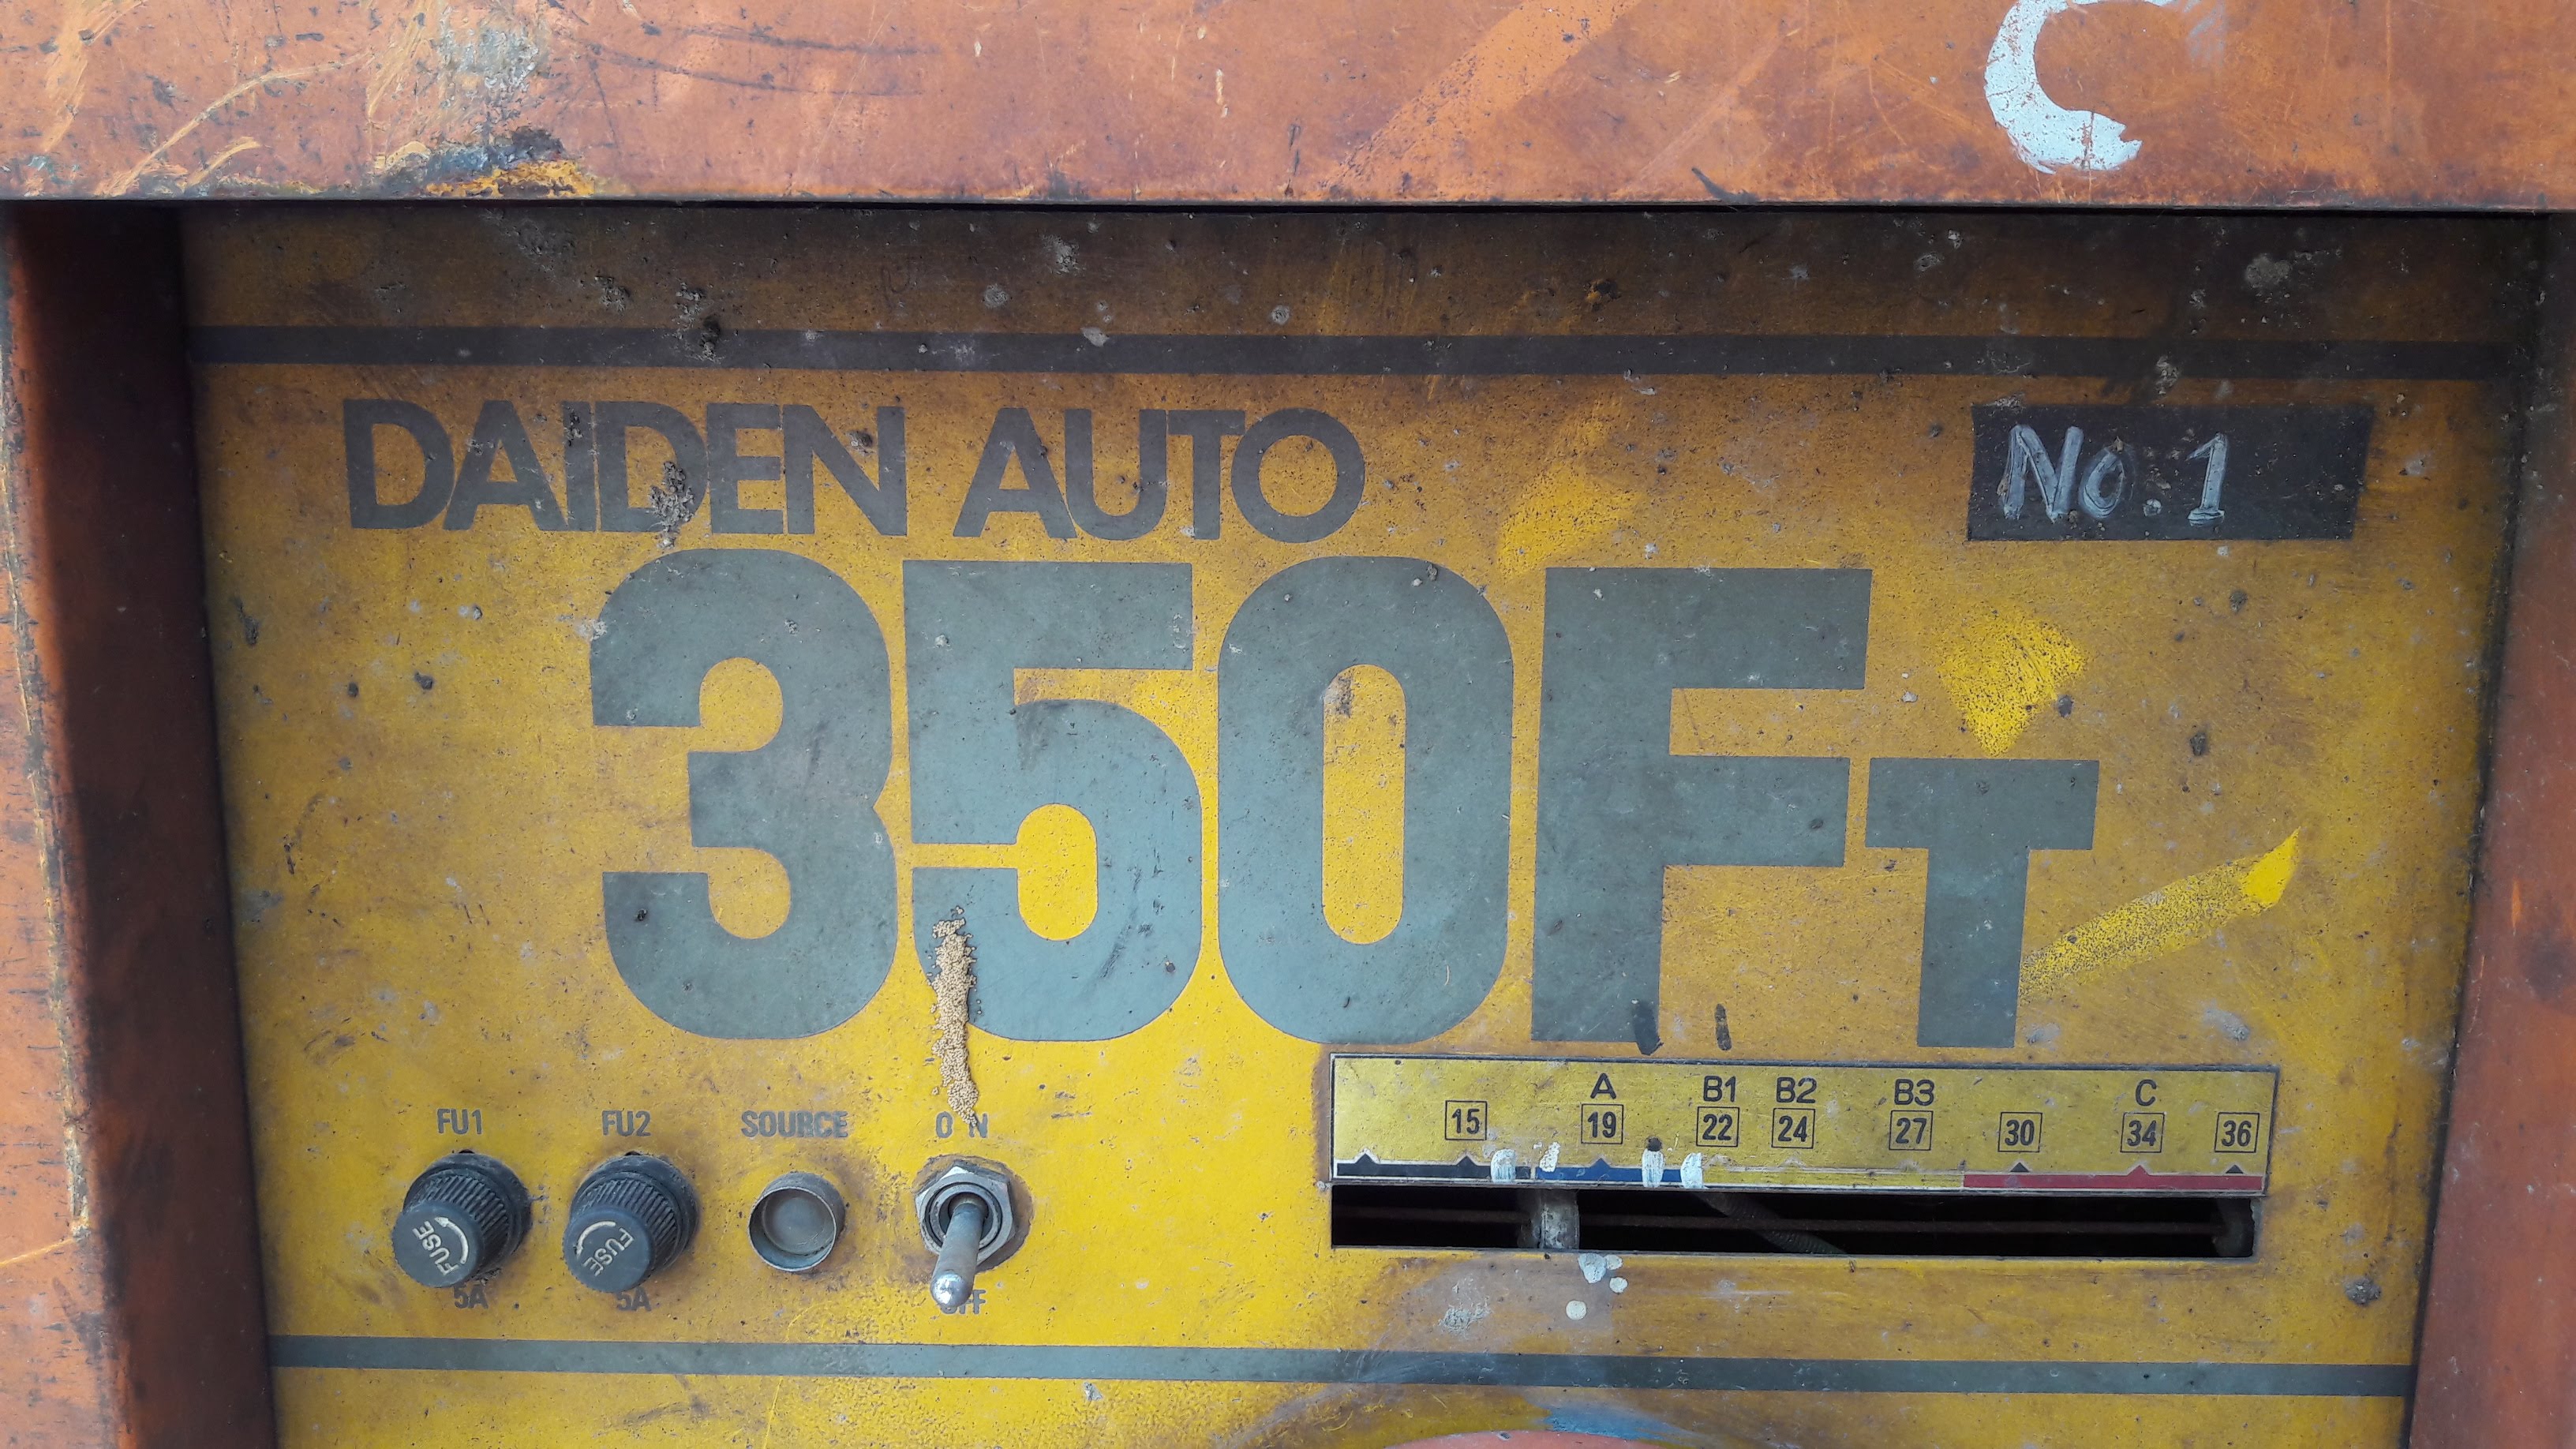 C
DAIDEN AUTO
No.1
350FT
A B1 B2 B3 C
15 19 22 24 27 30 34 36
FU1 FU2 SOURCE ON
FUSE FUSE
5A 5A OFF